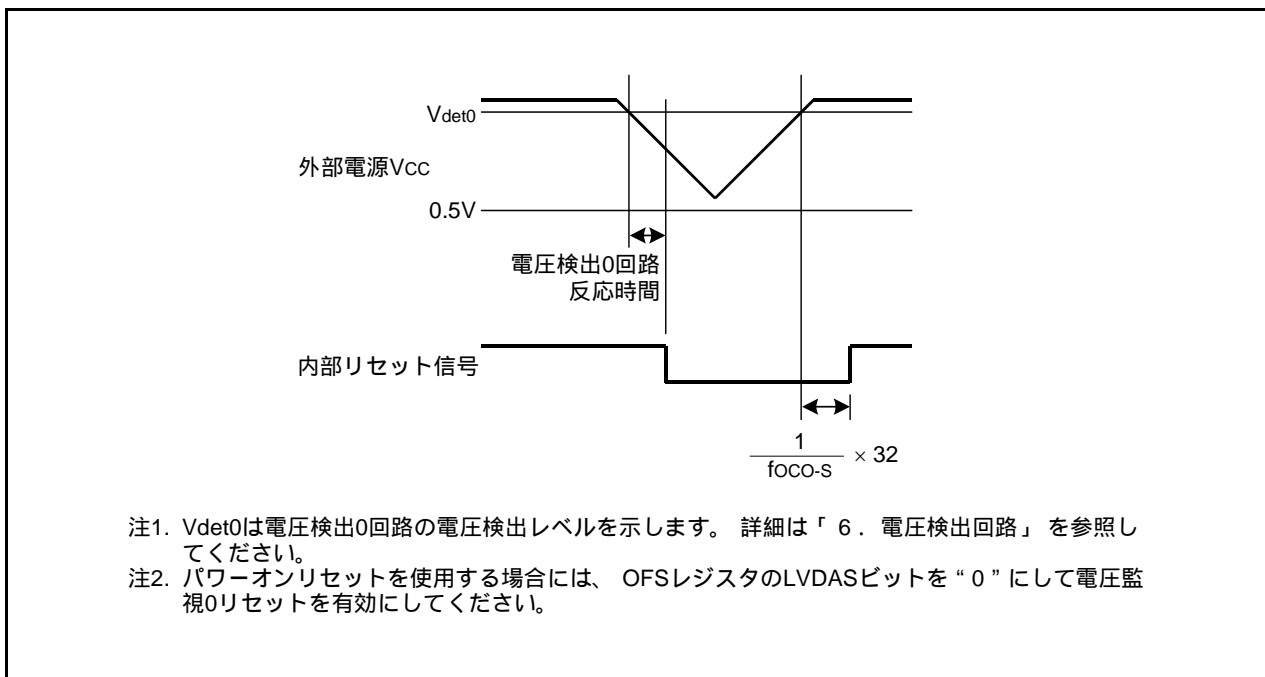 Vdet0
外部電源VCC
0.5V
電圧検出0回路
反応時間
内部リセット信号
1
fOCO-S
× 32
注1. Vdet0は電圧検出0回路の電圧検出レベルを示します。 詳細は「 6. 電圧検出回路」 を参照し
てください。
注2. パワーオンリセットを使用する場合には、 OFSレジスタのLVDASビットを “ 0 ” にして電圧監
視0リセットを有効にしてください。